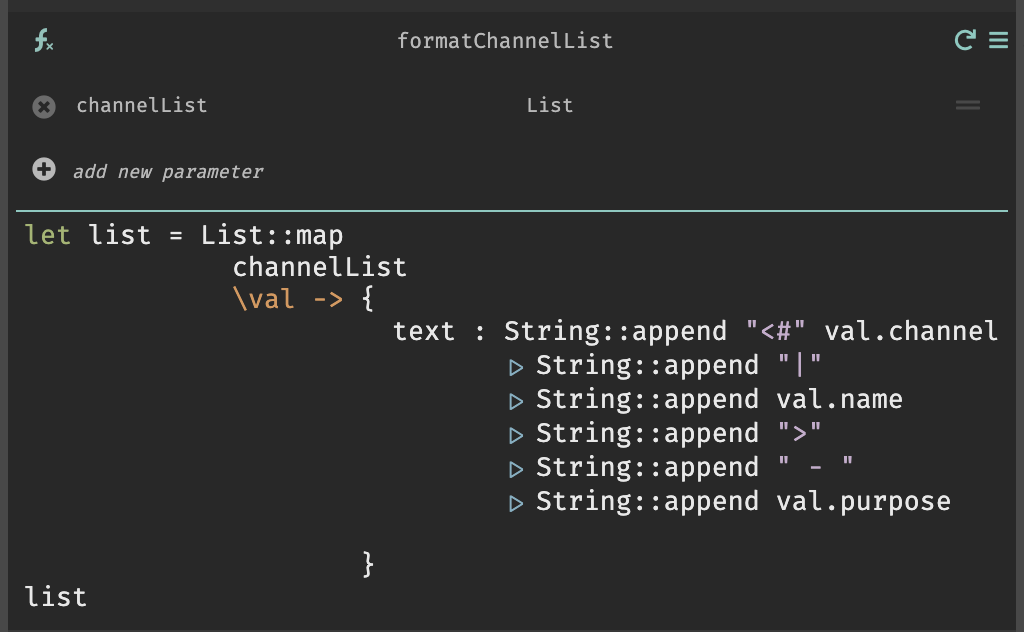 fx
formatChannelList
channelList List
add new parameter
let list = List::map
channelList
\val -> {
text : String::append "<#" val.channel
▷ String::append "|"
▷ String::append val.name
▷ String::append ">"
▷ String::append " - "
▷ String::append val.purpose
}
list